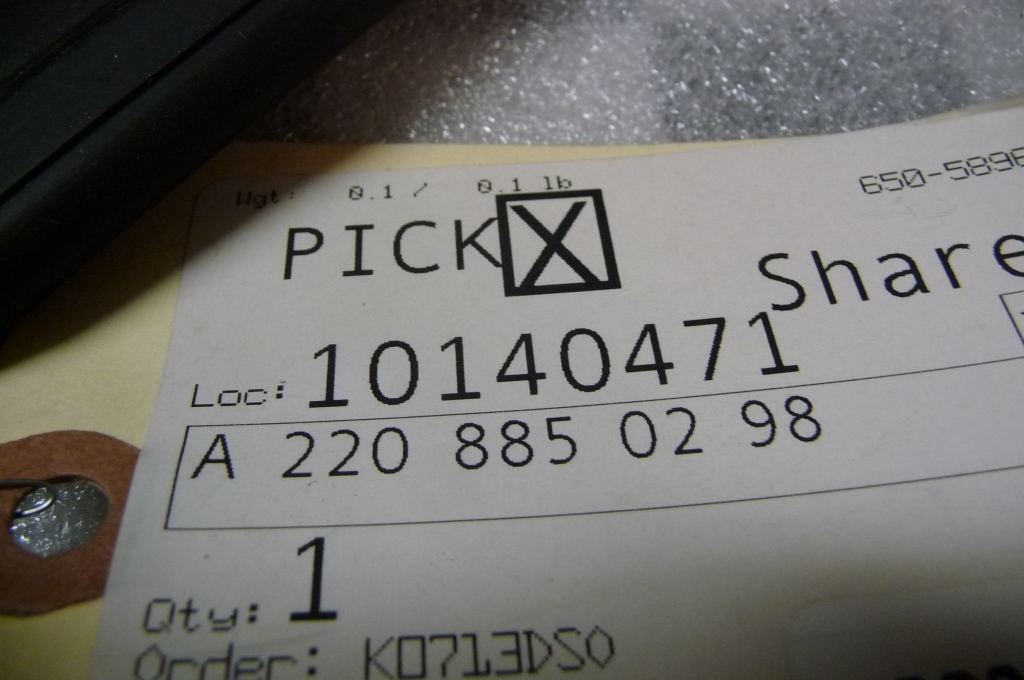 Wgt: 0.1 / 0.1 lb
650-5896
PICK X
Share
Loc: 10140471
A 220 885 02 98
Qty: 1
Order: K0713DS0